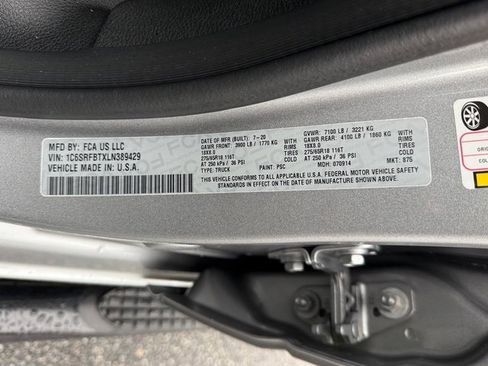 MFD BY: FCA US LLC
VIN: 1C6SRFBTXLN389429
VEHICLE MADE IN: U.S.A.
DATE OF MFR (BUILT): 7-20 GVWR: 7100 LB / 3221 KG
GAWR FRONT: 3900 LB / 1770 KG WITH GAWR REAR: 4100 LB / 1860 KG WITH
18X8.0 RIMS 18X8.0 RIMS
275/65R18 116T COLD 275/65R18 116T COLD
AT 250 kPa / 36 PSI AT 250 kPa / 36 PSI
TYPE: TRUCK PAINT: PSC MDH: 070914 MKT: 875
THIS VEHICLE CONFORMS TO ALL APPLICABLE U.S.A. FEDERAL MOTOR VEHICLE SAFETY
STANDARDS IN EFFECT ON THE DATE OF MANUFACTURE SHOWN ABOVE.